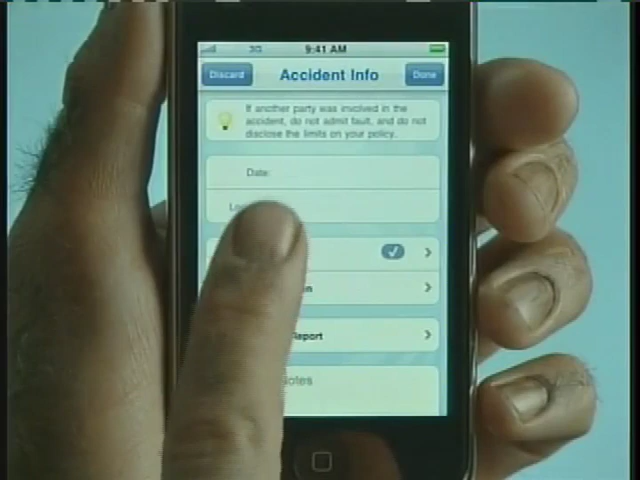 3G 9:41 AM
Discard Accident Info Done
If another party was involved in the
accident, do not admit fault, and do not
disclose the limits on your policy.
Date:
Report
Notes